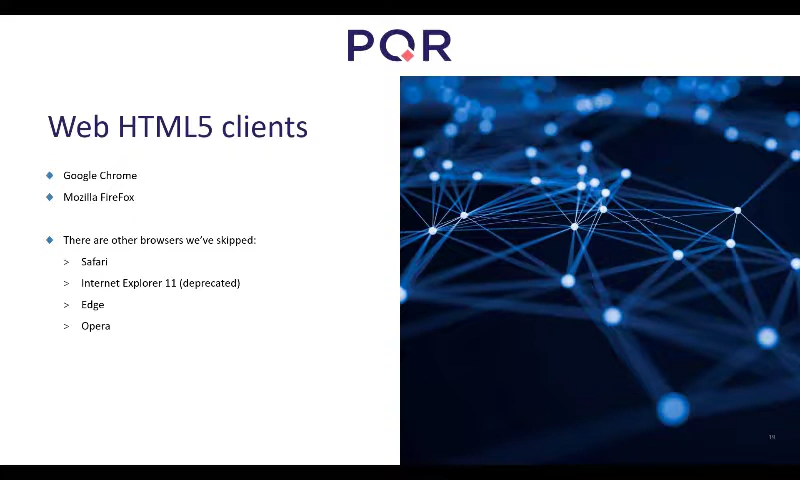 PQR
Web HTML5 clients
Google Chrome
Mozilla FireFox
There are other browsers we've skipped:
> Safari
> Internet Explorer 11 (deprecated)
> Edge
> Opera